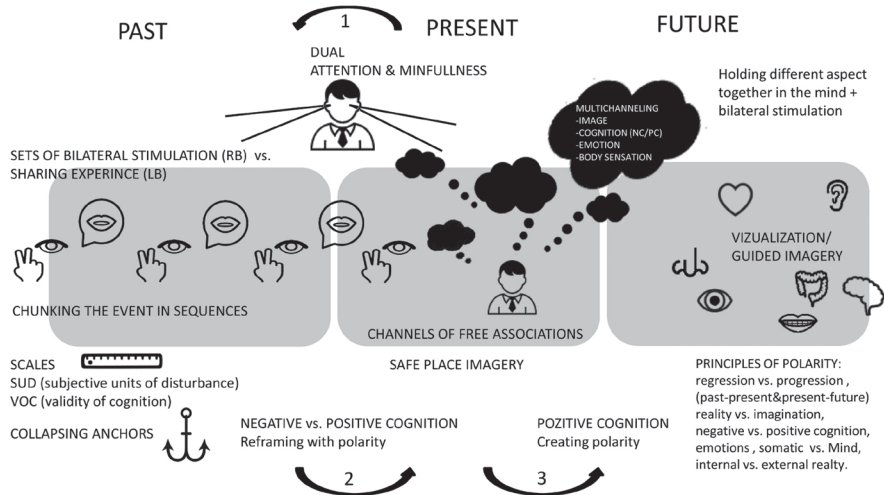 PAST
1
PRESENT
FUTURE
DUAL
ATTENTION & MINFULLNESS
Holding different aspect
together in the mind +
bilateral stimulation
MULTICHANNELING
-IMAGE
-COGNITION (NC/PC)
-EMOTION
-BODY SENSATION
SETS OF BILATERAL STIMULATION (RB) vs.
SHARING EXPERINCE (LB)
VIZUALIZATION/
GUIDED IMAGERY
CHUNKING THE EVENT IN SEQUENCES
CHANNELS OF FREE ASSOCIATIONS
SCALES
SUD (subjective units of disturbance)
VOC (validity of cognition)
COLLAPSING ANCHORS
SAFE PLACE IMAGERY
NEGATIVE vs. POSITIVE COGNITION
Reframing with polarity
2
POZITIVE COGNITION
Creating polarity
3
PRINCIPLES OF POLARITY:
regression vs. progression ,
(past-present&present-future)
reality vs. imagination,
negative vs. positive cognition,
emotions , somatic vs. Mind,
internal vs. external realty.